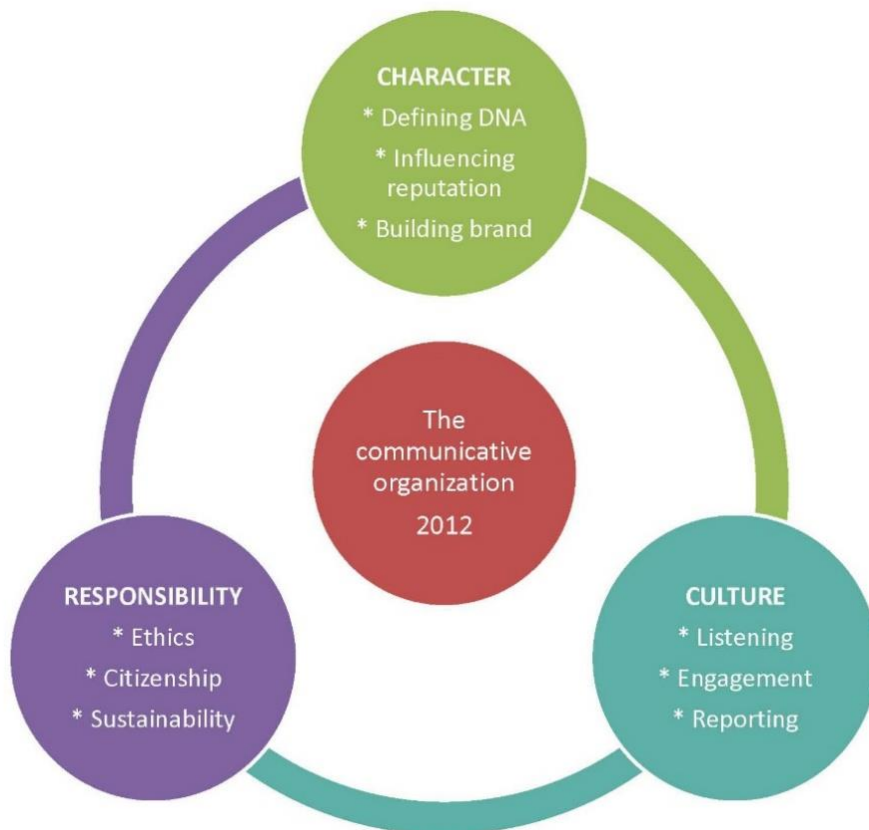 CHARACTER
* Defining DNA
* Influencing
reputation
* Building brand
The
communicative
organization
2012
RESPONSIBILITY
* Ethics
* Citizenship
* Sustainability
CULTURE
* Listening
* Engagement
* Reporting